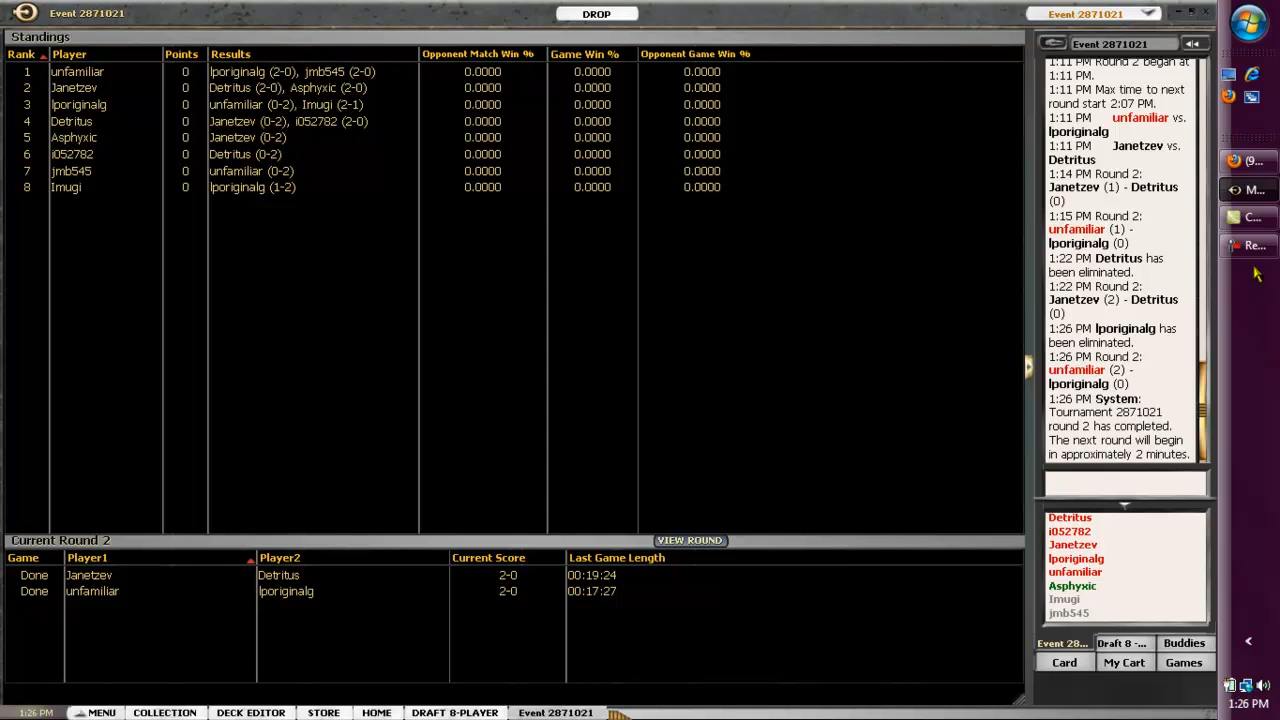 Event 2871021
DROP
Event 2871021
Standings
Rank Player Points Results Opponent Match Win % Game Win % Opponent Game Win %
1 unfamiliar 0 lporiginalg (2-0), jmb545 (2-0) 0.0000 0.0000 0.0000
2 Janetzev 0 Detritus (2-0), Asphyxic (2-0) 0.0000 0.0000 0.0000
3 lporiginalg 0 unfamiliar (0-2), Imugi (2-1) 0.0000 0.0000 0.0000
4 Detritus 0 Janetzev (0-2), i052782 (2-0) 0.0000 0.0000 0.0000
5 Asphyxic 0 Janetzev (0-2) 0.0000 0.0000 0.0000
6 i052782 0 Detritus (0-2) 0.0000 0.0000 0.0000
7 jmb545 0 unfamiliar (0-2) 0.0000 0.0000 0.0000
8 Imugi 0 lporiginalg (1-2) 0.0000 0.0000 0.0000
Current Round 2
VIEW ROUND
Game Player1 Player2 Current Score Last Game Length
Done Janetzev Detritus 2-0 00:19:24
Done unfamiliar lporiginalg 2-0 00:17:27
Event 2871021
1:11 PM Round 2 began at
1:11 PM.
1:11 PM Max time to next
round start 2:07 PM.
1:11 PM unfamiliar vs.
lporiginalg
1:11 PM Janetzev vs.
Detritus
1:14 PM Round 2:
Janetzev (1) - Detritus
(0)
1:15 PM Round 2:
unfamiliar (1) -
lporiginalg (0)
1:22 PM Detritus has
been eliminated.
1:22 PM Round 2:
Janetzev (2) - Detritus
(0)
1:26 PM lporiginalg has
been eliminated.
1:26 PM Round 2:
unfamiliar (2) -
lporiginalg (0)
1:26 PM System:
Tournament 2871021
round 2 has completed.
The next round will begin
in approximately 2 minutes.
Detritus
i052782
Janetzev
lporiginalg
unfamiliar
Asphyxic
Imugi
jmb545
Event 28... Draft 8 -... Buddies
Card My Cart Games
(9...
M...
C...
Re...
1:26 PM MENU COLLECTION DECK EDITOR STORE HOME DRAFT 8-PLAYER Event 2871021
1:26 PM